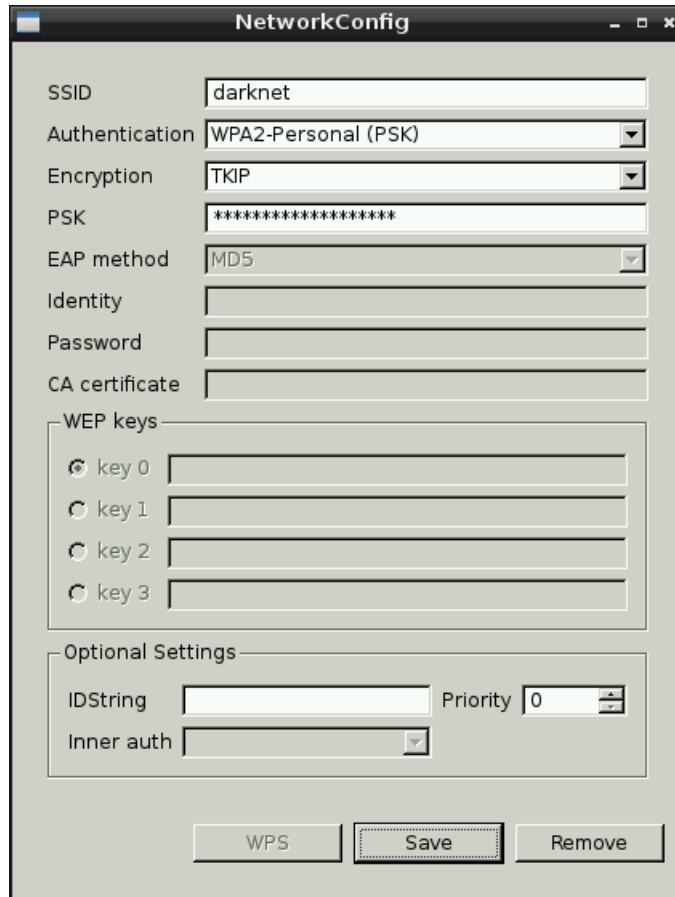 NetworkConfig
SSID darknet
Authentication WPA2-Personal (PSK)
Encryption TKIP
PSK *******************
EAP method MD5
Identity
Password
CA certificate
WEP keys
key 0
key 1
key 2
key 3
Optional Settings
IDString Priority 0
Inner auth
WPS Save Remove